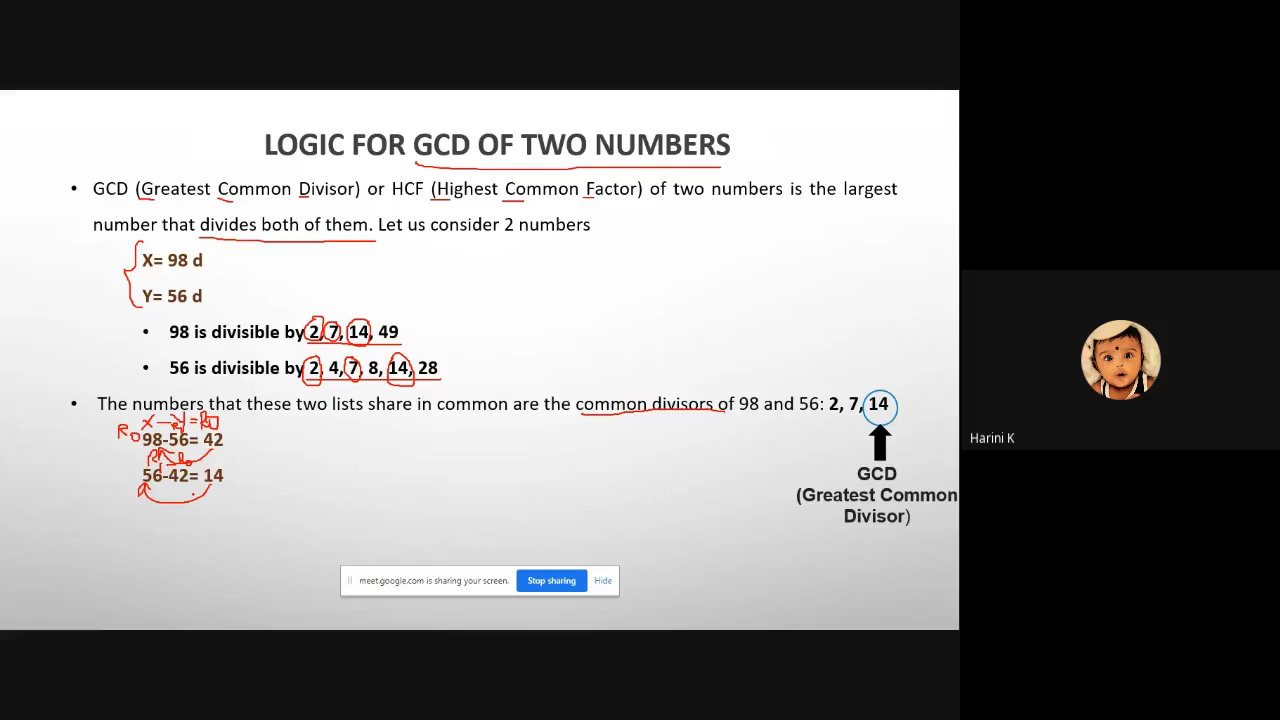 LOGIC FOR GCD OF TWO NUMBERS
• GCD (Greatest Common Divisor) or HCF (Highest Common Factor) of two numbers is the largest
number that divides both of them. Let us consider 2 numbers
X= 98 d
Y= 56 d
• 98 is divisible by 2, 7, 14, 49
• 56 is divisible by 2, 4, 7, 8, 14, 28
• The numbers that these two lists share in common are the common divisors of 98 and 56: 2, 7, 14
98-56= 42
56-42= 14
GCD
(Greatest Common
Divisor)
meet.google.com is sharing your screen.
Stop sharing
Hide
Harini K